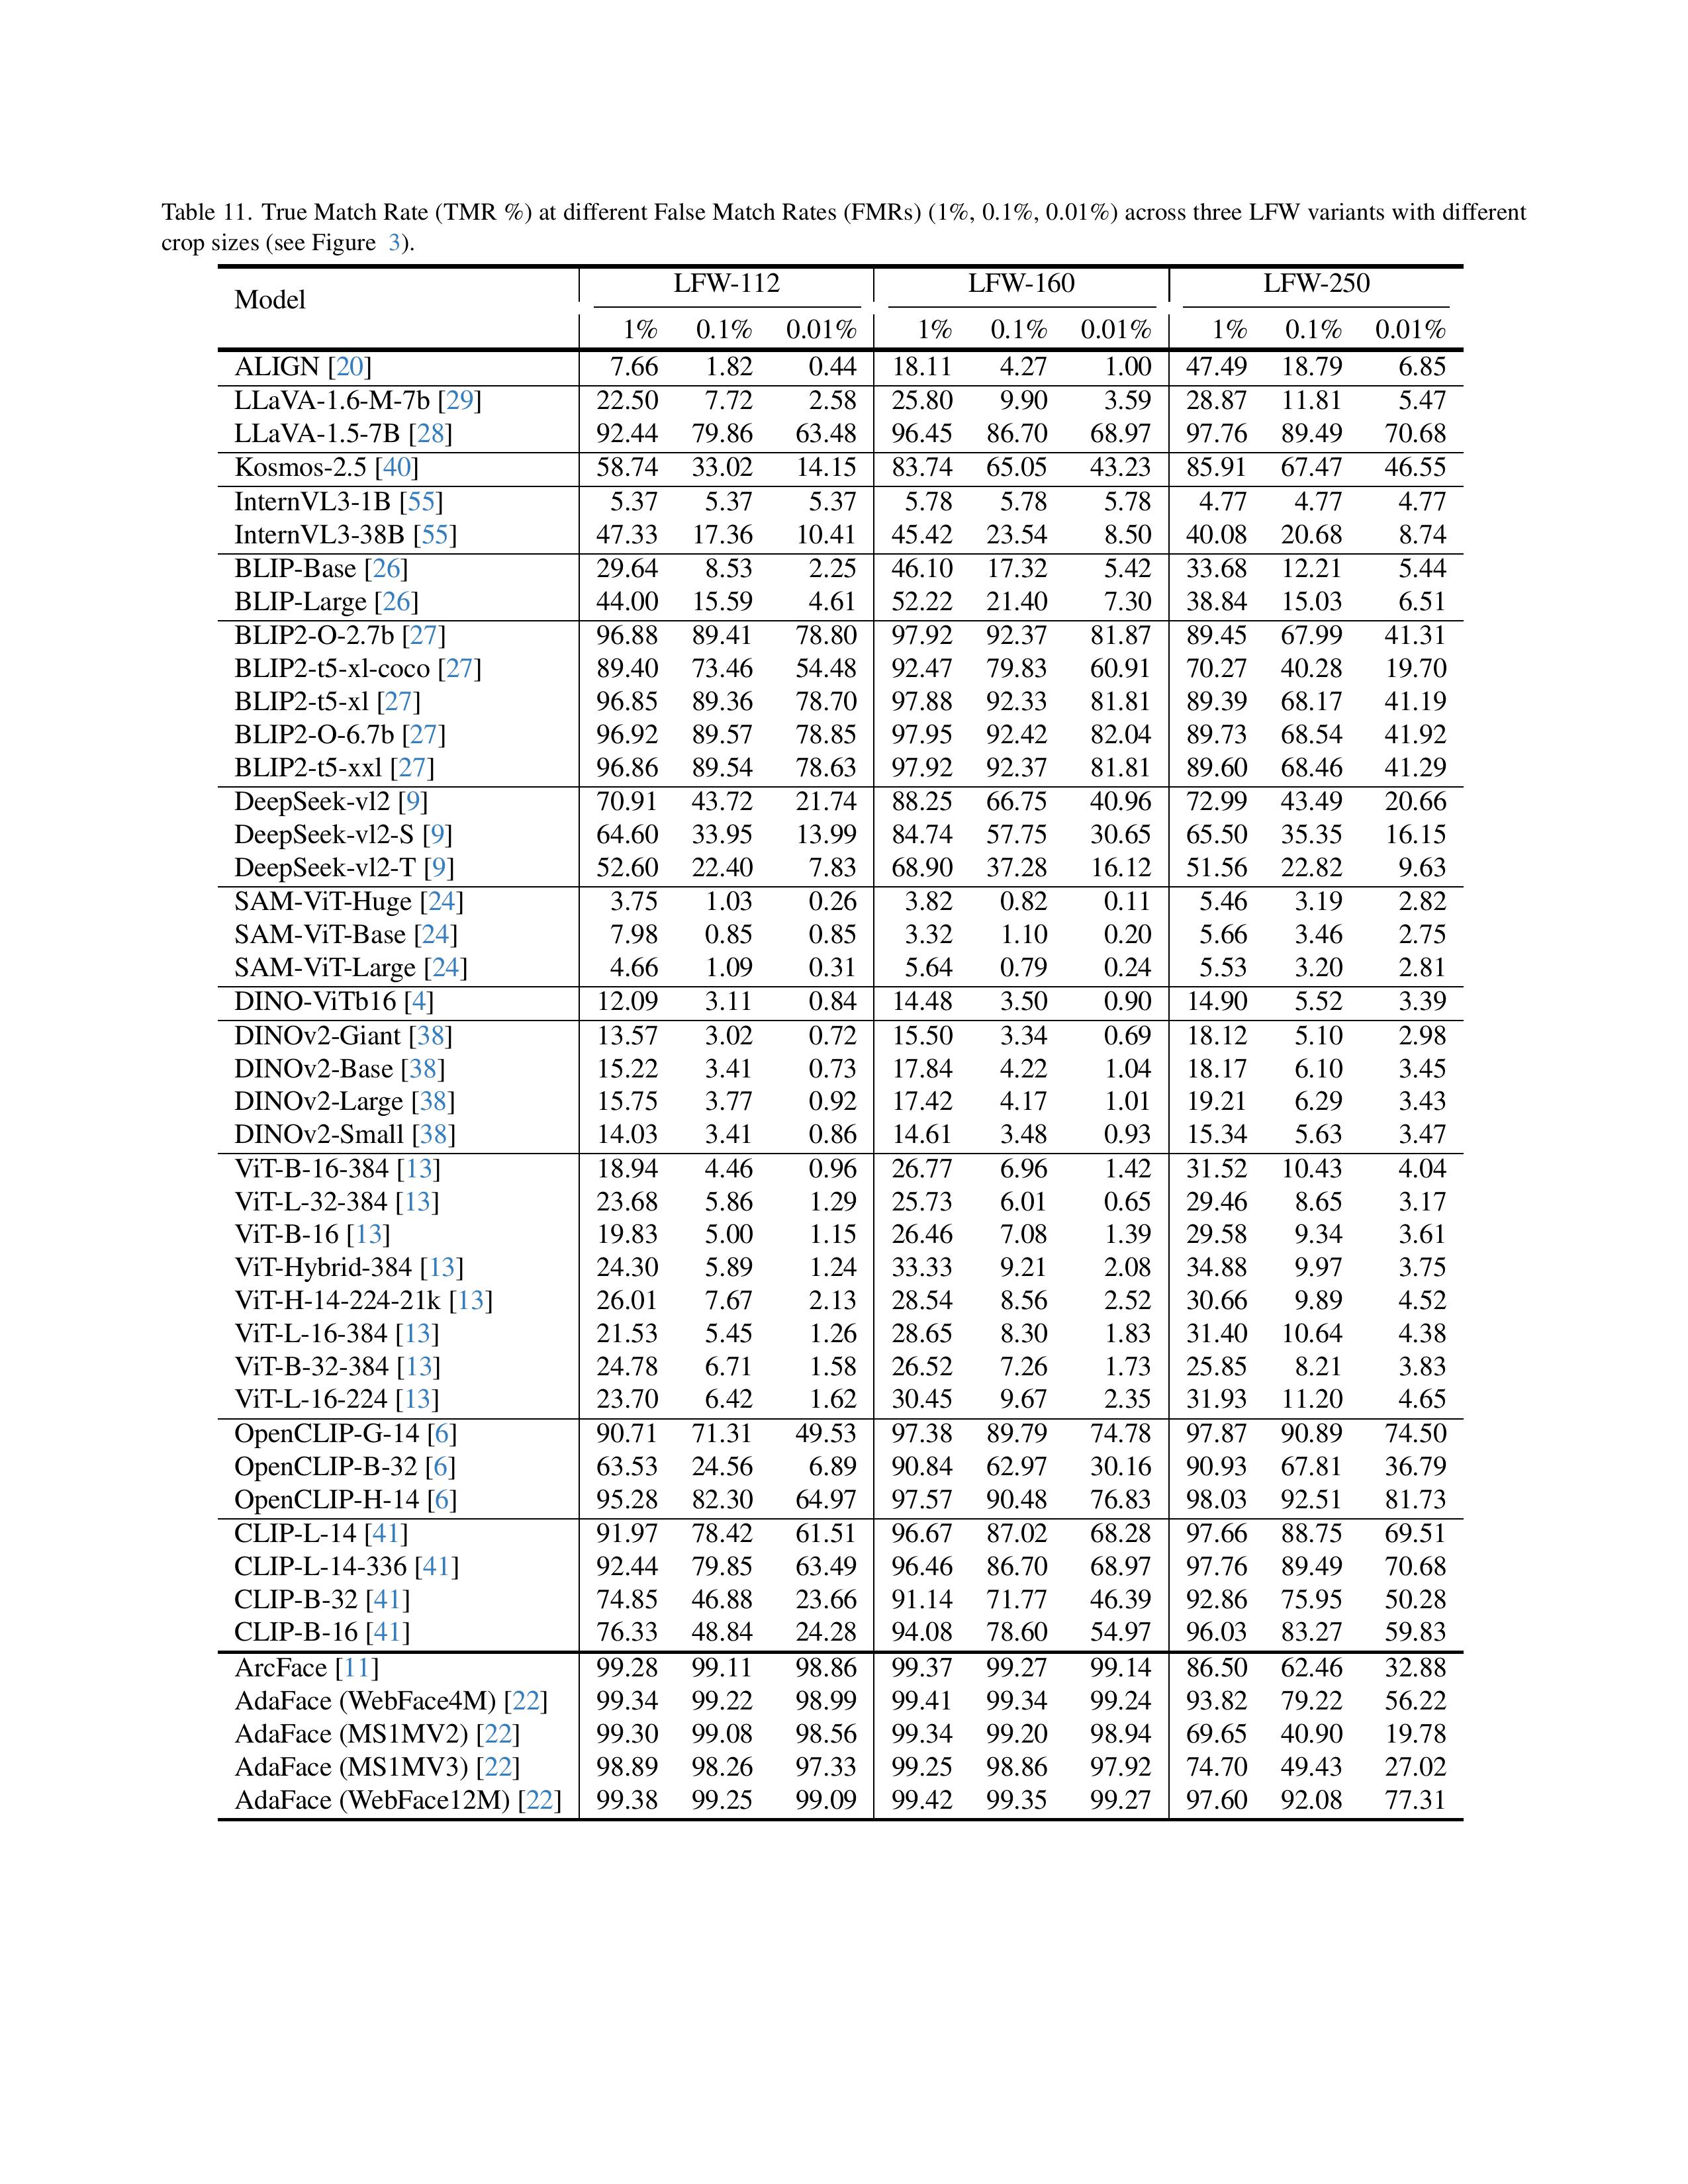 Table 11. True Match Rate (TMR %) at different False Match Rates (FMRs) (1%, 0.1%, 0.01%) across three LFW variants with different
crop sizes (see Figure 3).
Model LFW-112 LFW-160 LFW-250
1% 0.1% 0.01% 1% 0.1% 0.01% 1% 0.1% 0.01%
ALIGN [20] 7.66 1.82 0.44 18.11 4.27 1.00 47.49 18.79 6.85
LLaVA-1.6-M-7b [29] 22.50 7.72 2.58 25.80 9.90 3.59 28.87 11.81 5.47
LLaVA-1.5-7B [28] 92.44 79.86 63.48 96.45 86.70 68.97 97.76 89.49 70.68
Kosmos-2.5 [40] 58.74 33.02 14.15 83.74 65.05 43.23 85.91 67.47 46.55
InternVL3-1B [55] 5.37 5.37 5.37 5.78 5.78 5.78 4.77 4.77 4.77
InternVL3-38B [55] 47.33 17.36 10.41 45.42 23.54 8.50 40.08 20.68 8.74
BLIP-Base [26] 29.64 8.53 2.25 46.10 17.32 5.42 33.68 12.21 5.44
BLIP-Large [26] 44.00 15.59 4.61 52.22 21.40 7.30 38.84 15.03 6.51
BLIP2-O-2.7b [27] 96.88 89.41 78.80 97.92 92.37 81.87 89.45 67.99 41.31
BLIP2-t5-xl-coco [27] 89.40 73.46 54.48 92.47 79.83 60.91 70.27 40.28 19.70
BLIP2-t5-xl [27] 96.85 89.36 78.70 97.88 92.33 81.81 89.39 68.17 41.19
BLIP2-O-6.7b [27] 96.92 89.57 78.85 97.95 92.42 82.04 89.73 68.54 41.92
BLIP2-t5-xxl [27] 96.86 89.54 78.63 97.92 92.37 81.81 89.60 68.46 41.29
DeepSeek-vl2 [9] 70.91 43.72 21.74 88.25 66.75 40.96 72.99 43.49 20.66
DeepSeek-vl2-S [9] 64.60 33.95 13.99 84.74 57.75 30.65 65.50 35.35 16.15
DeepSeek-vl2-T [9] 52.60 22.40 7.83 68.90 37.28 16.12 51.56 22.82 9.63
SAM-ViT-Huge [24] 3.75 1.03 0.26 3.82 0.82 0.11 5.46 3.19 2.82
SAM-ViT-Base [24] 7.98 0.85 0.85 3.32 1.10 0.20 5.66 3.46 2.75
SAM-ViT-Large [24] 4.66 1.09 0.31 5.64 0.79 0.24 5.53 3.20 2.81
DINO-ViTb16 [4] 12.09 3.11 0.84 14.48 3.50 0.90 14.90 5.52 3.39
DINOv2-Giant [38] 13.57 3.02 0.72 15.50 3.34 0.69 18.12 5.10 2.98
DINOv2-Base [38] 15.22 3.41 0.73 17.84 4.22 1.04 18.17 6.10 3.45
DINOv2-Large [38] 15.75 3.77 0.92 17.42 4.17 1.01 19.21 6.29 3.43
DINOv2-Small [38] 14.03 3.41 0.86 14.61 3.48 0.93 15.34 5.63 3.47
ViT-B-16-384 [13] 18.94 4.46 0.96 26.77 6.96 1.42 31.52 10.43 4.04
ViT-L-32-384 [13] 23.68 5.86 1.29 25.73 6.01 0.65 29.46 8.65 3.17
ViT-B-16 [13] 19.83 5.00 1.15 26.46 7.08 1.39 29.58 9.34 3.61
ViT-Hybrid-384 [13] 24.30 5.89 1.24 33.33 9.21 2.08 34.88 9.97 3.75
ViT-H-14-224-21k [13] 26.01 7.67 2.13 28.54 8.56 2.52 30.66 9.89 4.52
ViT-L-16-384 [13] 21.53 5.45 1.26 28.65 8.30 1.83 31.40 10.64 4.38
ViT-B-32-384 [13] 24.78 6.71 1.58 26.52 7.26 1.73 25.85 8.21 3.83
ViT-L-16-224 [13] 23.70 6.42 1.62 30.45 9.67 2.35 31.93 11.20 4.65
OpenCLIP-G-14 [6] 90.71 71.31 49.53 97.38 89.79 74.78 97.87 90.89 74.50
OpenCLIP-B-32 [6] 63.53 24.56 6.89 90.84 62.97 30.16 90.93 67.81 36.79
OpenCLIP-H-14 [6] 95.28 82.30 64.97 97.57 90.48 76.83 98.03 92.51 81.73
CLIP-L-14 [41] 91.97 78.42 61.51 96.67 87.02 68.28 97.66 88.75 69.51
CLIP-L-14-336 [41] 92.44 79.85 63.49 96.46 86.70 68.97 97.76 89.49 70.68
CLIP-B-32 [41] 74.85 46.88 23.66 91.14 71.77 46.39 92.86 75.95 50.28
CLIP-B-16 [41] 76.33 48.84 24.28 94.08 78.60 54.97 96.03 83.27 59.83
ArcFace [11] 99.28 99.11 98.86 99.37 99.27 99.14 86.50 62.46 32.88
AdaFace (WebFace4M) [22] 99.34 99.22 98.99 99.41 99.34 99.24 93.82 79.22 56.22
AdaFace (MS1MV2) [22] 99.30 99.08 98.56 99.34 99.20 98.94 69.65 40.90 19.78
AdaFace (MS1MV3) [22] 98.89 98.26 97.33 99.25 98.86 97.92 74.70 49.43 27.02
AdaFace (WebFace12M) [22] 99.38 99.25 99.09 99.42 99.35 99.27 97.60 92.08 77.31